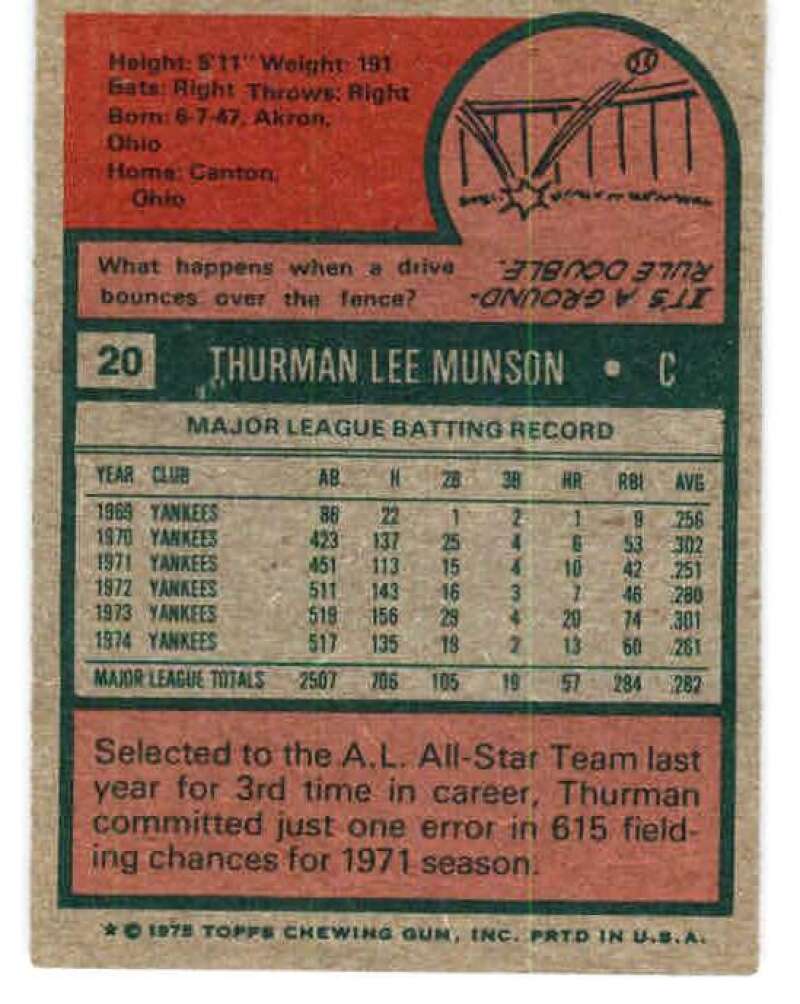 Height: 5'11" Weight: 191
Bats: Right Throws: Right
Born: 6-7-47, Akron,
Ohio
Home: Canton,
Ohio
What happens when a drive
bounces over the fence?
IT'S A GROUND-
RULE DOUBLE.
20 THURMAN LEE MUNSON • C
MAJOR LEAGUE BATTING RECORD
YEAR CLUB AB H 2B 3B HR RBI AVG
1969 YANKEES 86 22 1 2 1 9 .256
1970 YANKEES 423 137 25 4 6 53 .302
1971 YANKEES 451 113 15 4 10 42 .251
1972 YANKEES 511 143 16 3 7 46 .280
1973 YANKEES 519 156 29 4 20 74 .301
1974 YANKEES 517 135 19 2 13 60 .261
MAJOR LEAGUE TOTALS 2507 706 105 19 57 284 .282
Selected to the A.L. All-Star Team last
year for 3rd time in career, Thurman
committed just one error in 615 field-
ing chances for 1971 season.
* © 1975 TOPPS CHEWING GUM, INC. PRTD IN U.S.A.